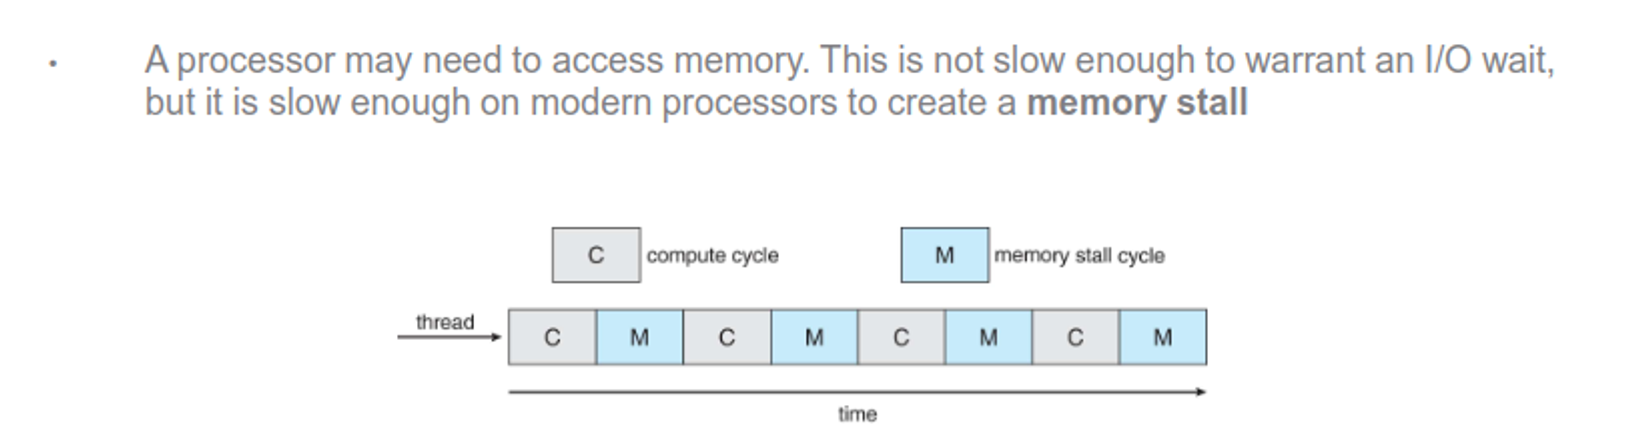 • A processor may need to access memory. This is not slow enough to warrant an I/O wait,
but it is slow enough on modern processors to create a memory stall
C compute cycle M memory stall cycle
thread C M C M C M C M
time